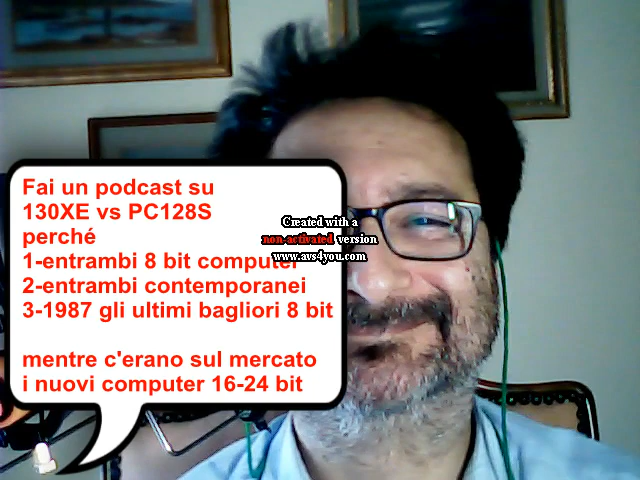 Fai un podcast su
130XE vs PC128S
perché
1-entrambi 8 bit computer
2-entrambi contemporanei
3-1987 gli ultimi bagliori 8 bit
mentre c'erano sul mercato
i nuovi computer 16-24 bit
Created with a
non-activated version
www.avs4you.com